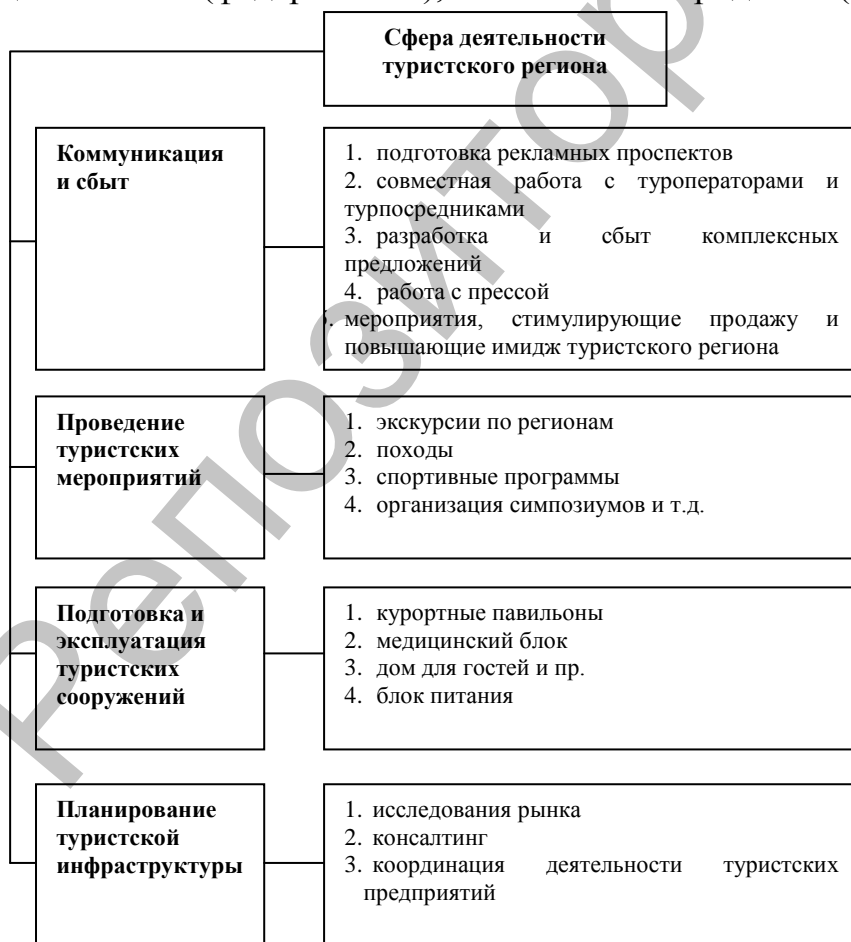 Сфера деятельности
туристского региона
Коммуникация
и сбыт
1. подготовка рекламных проспектов
2. совместная работа с туроператорами и
турпосредниками
3. разработка и сбыт комплексных
предложений
4. работа с прессой
5. мероприятия, стимулирующие продажу и
повышающие имидж туристского региона
Проведение
туристских
мероприятий
1. экскурсии по регионам
2. походы
3. спортивные программы
4. организация симпозиумов и т.д.
Подготовка и
эксплуатация
туристских
сооружений
1. курортные павильоны
2. медицинский блок
3. дом для гостей и пр.
4. блок питания
Планирование
туристской
инфраструктуры
1. исследования рынка
2. консалтинг
3. координация деятельности туристских
предприятий
Репозитор